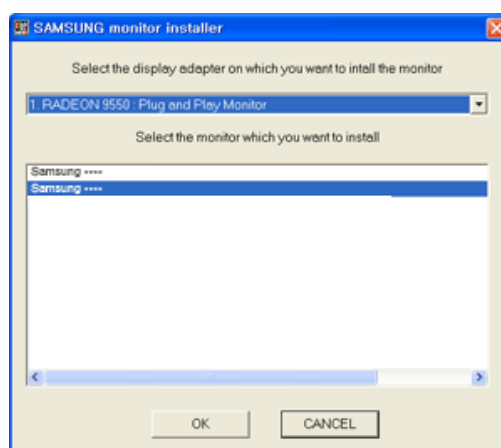 SAMSUNG monitor installer
Select the display adapter on which you want to intall the monitor
1. RADEON 9550 : Plug and Play Monitor
Select the monitor which you want to install
Samsung ----
Samsung ----
OK
CANCEL